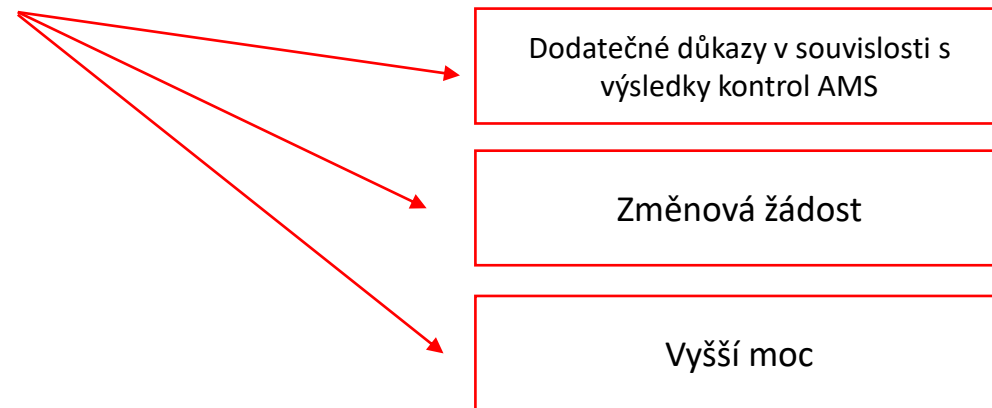 Dodatečné důkazy v souvislosti s
výsledky kontrol AMS
Změnová žádost
Vyšší moc